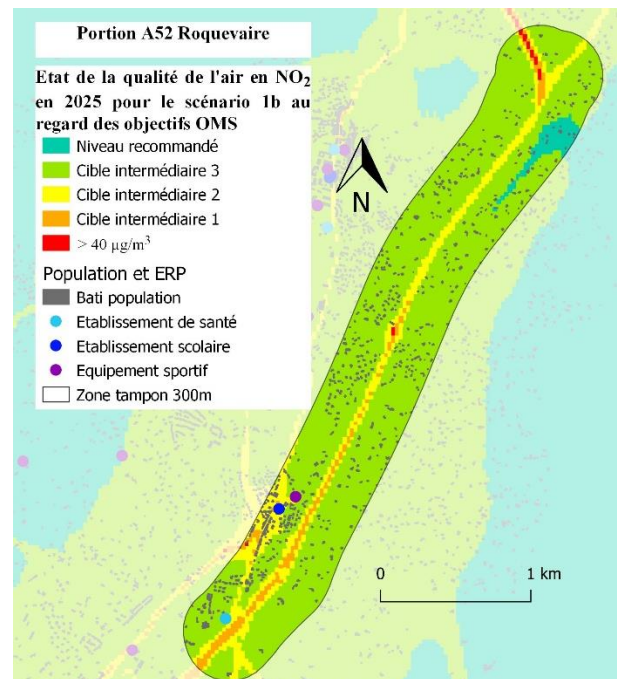 Portion A52 Roquevaire
Etat de la qualité de l'air en NO₂
en 2025 pour le scénario 1b au
regard des objectifs OMS
Niveau recommandé
Cible intermédiaire 3
Cible intermédiaire 2
Cible intermédiaire 1
> 40 µg/m³
Population et ERP
Bati population
Etablissement de santé
Etablissement scolaire
Equipement sportif
Zone tampon 300m
N
0 1 km